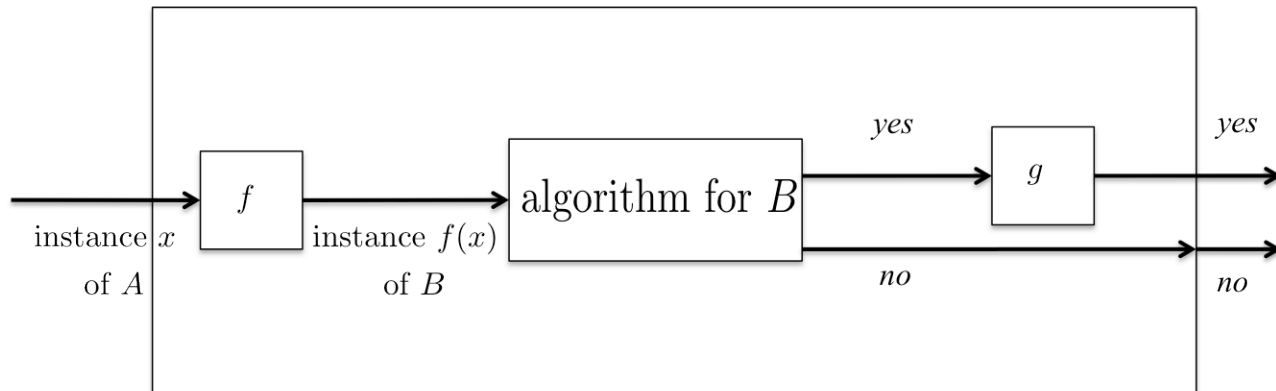 yes
yes
f
g
algorithm for B
instance x
of A
instance f(x)
of B
no
no